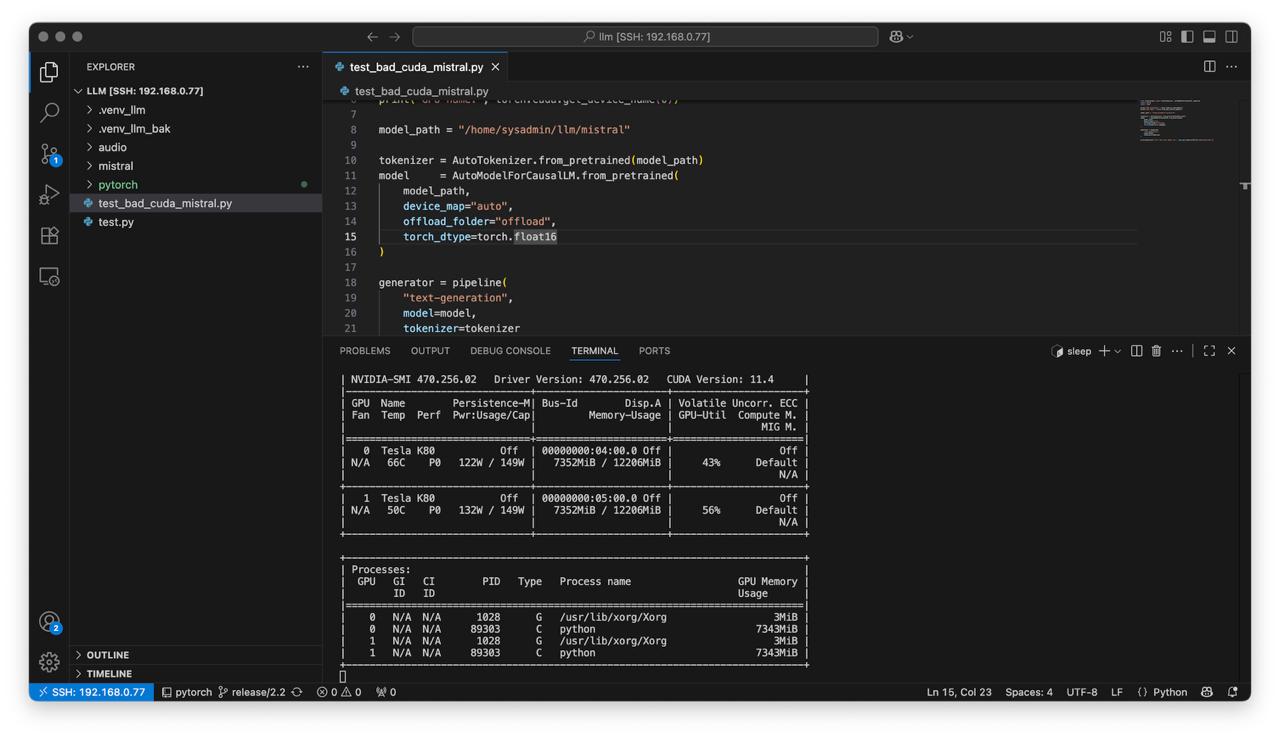 llm [SSH: 192.168.0.77]
EXPLORER
LLM [SSH: 192.168.0.77]
.venv_llm
.venv_llm_bak
audio
mistral
pytorch
test_bad_cuda_mistral.py
test.py
OUTLINE
TIMELINE
1
2
test_bad_cuda_mistral.py
test_bad_cuda_mistral.py
6 print("GPU name:", torch.cuda.get_device_name(0))
7
8 model_path = "/home/sysadmin/llm/mistral"
9
10 tokenizer = AutoTokenizer.from_pretrained(model_path)
11 model     = AutoModelForCausalLM.from_pretrained(
12     model_path,
13     device_map="auto",
14     offload_folder="offload",
15     torch_dtype=torch.float16
16 )
17
18 generator = pipeline(
19     "text-generation",
20     model=model,
21     tokenizer=tokenizer
PROBLEMS OUTPUT DEBUG CONSOLE TERMINAL PORTS sleep
| NVIDIA-SMI 470.256.02   Driver Version: 470.256.02   CUDA Version: 11.4     |
| GPU  Name        Persistence-M| Bus-Id        Disp.A | Volatile Uncorr. ECC |
| Fan  Temp  Perf  Pwr:Usage/Cap|         Memory-Usage | GPU-Util  Compute M. |
|                               |                      |               MIG M. |
|   0  Tesla K80           Off  | 00000000:04:00.0 Off |                  Off |
| N/A   66C    P0   122W / 149W |   7352MiB / 12206MiB |     43%      Default |
|                               |                      |                  N/A |
|   1  Tesla K80           Off  | 00000000:05:00.0 Off |                  Off |
| N/A   50C    P0   132W / 149W |   7352MiB / 12206MiB |     56%      Default |
|                               |                      |                  N/A |
| Processes:                                                                  |
|  GPU   GI   CI        PID   Type   Process name                  GPU Memory |
|        ID   ID                                                   Usage      |
|    0   N/A  N/A      1028      G   /usr/lib/xorg/Xorg                  3MiB |
|    0   N/A  N/A     89303      C   python                           7343MiB |
|    1   N/A  N/A      1028      G   /usr/lib/xorg/Xorg                  3MiB |
|    1   N/A  N/A     89303      C   python                           7343MiB |
SSH: 192.168.0.77 pytorch release/2.2 0 0 0 Ln 15, Col 23 Spaces: 4 UTF-8 LF {} Python